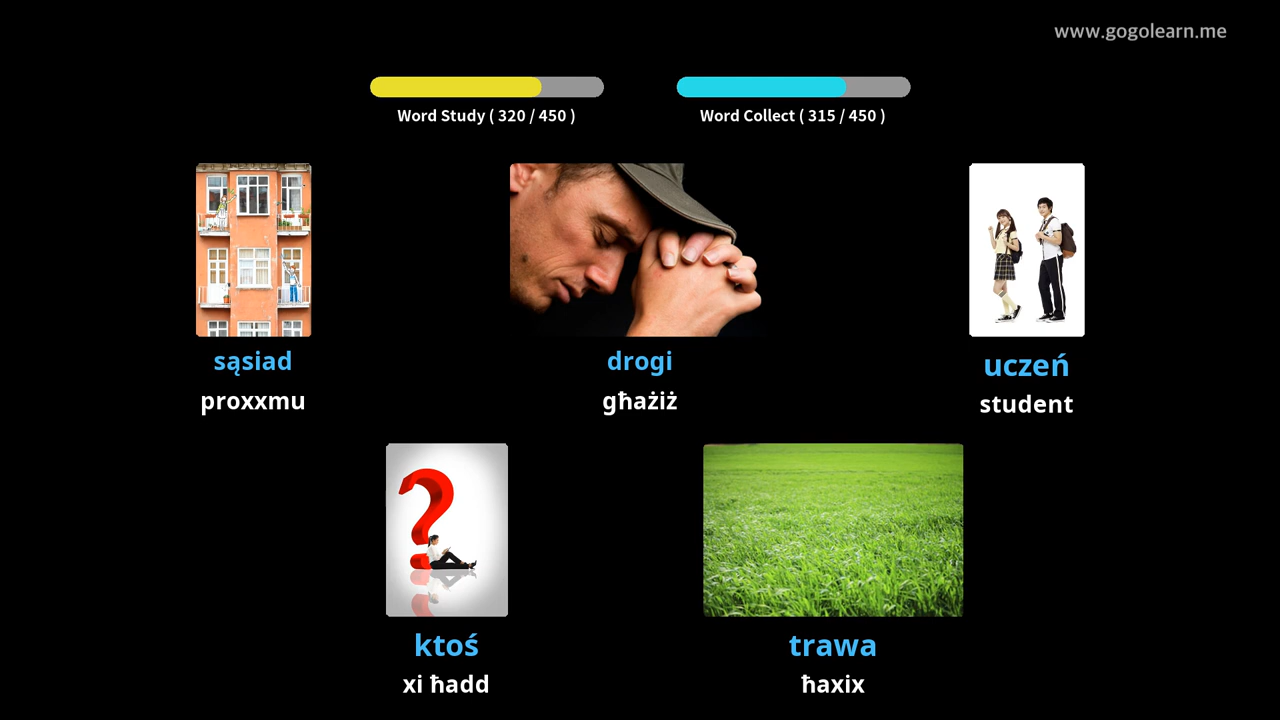 www.gogolearn.me
Word Study ( 320 / 450 )
Word Collect ( 315 / 450 )
sąsiad
proxxmu
drogi
għażiż
uczeń
student
ktoś
xi ħadd
trawa
ħaxix